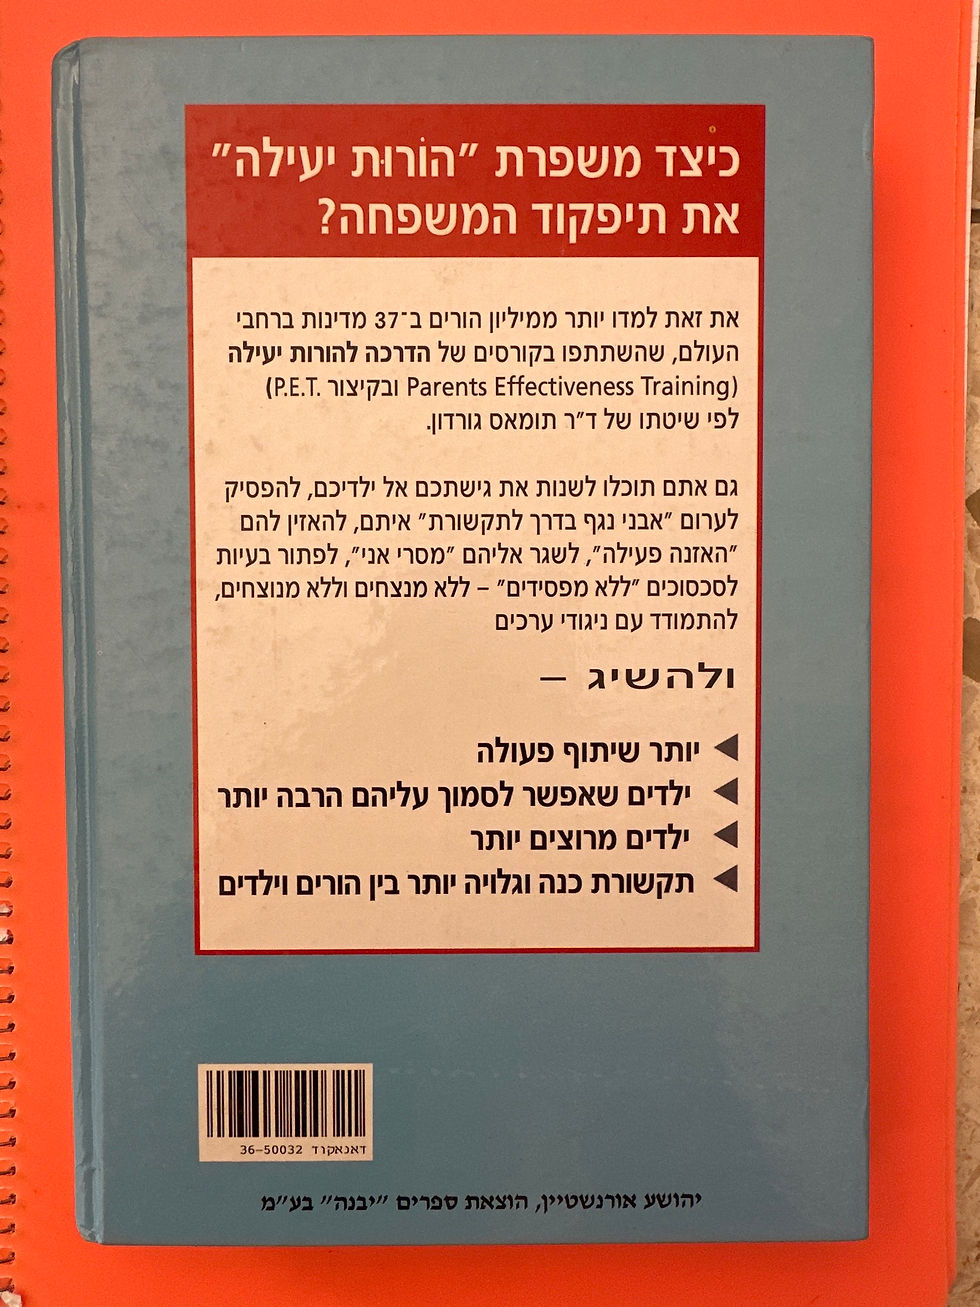 כיצד משפרת "הוֹרוּת יעילה"
את תיפקוד המשפחה?
את זאת למדו יותר ממיליון הורים ב־37 מדינות ברחבי
העולם, שהשתתפו בקורסים של הדרכה להורות יעילה
(Parents Effectiveness Training ובקיצור P.E.T.)
לפי שיטתו של ד"ר תומאס גורדון.
גם אתם תוכלו לשנות את גישתכם אל ילדיכם, להפסיק
לערום "אבני נגף בדרך לתקשורת" איתם, להאזין להם
"האזנה פעילה", לשגר אליהם "מסרי אני", לפתור בעיות
לסכסוכים "ללא מפסידים" – ללא מנצחים וללא מנוצחים,
להתמודד עם ניגודי ערכים
ולהשיג –
◄ יותר שיתוף פעולה
◄ ילדים שאפשר לסמוך עליהם הרבה יותר
◄ ילדים מרוצים יותר
◄ תקשורת כנה וגלויה יותר בין הורים וילדים
דאנאקוד 36-50032
יהושע אורנשטיין, הוצאת ספרים "יבנה" בע"מ